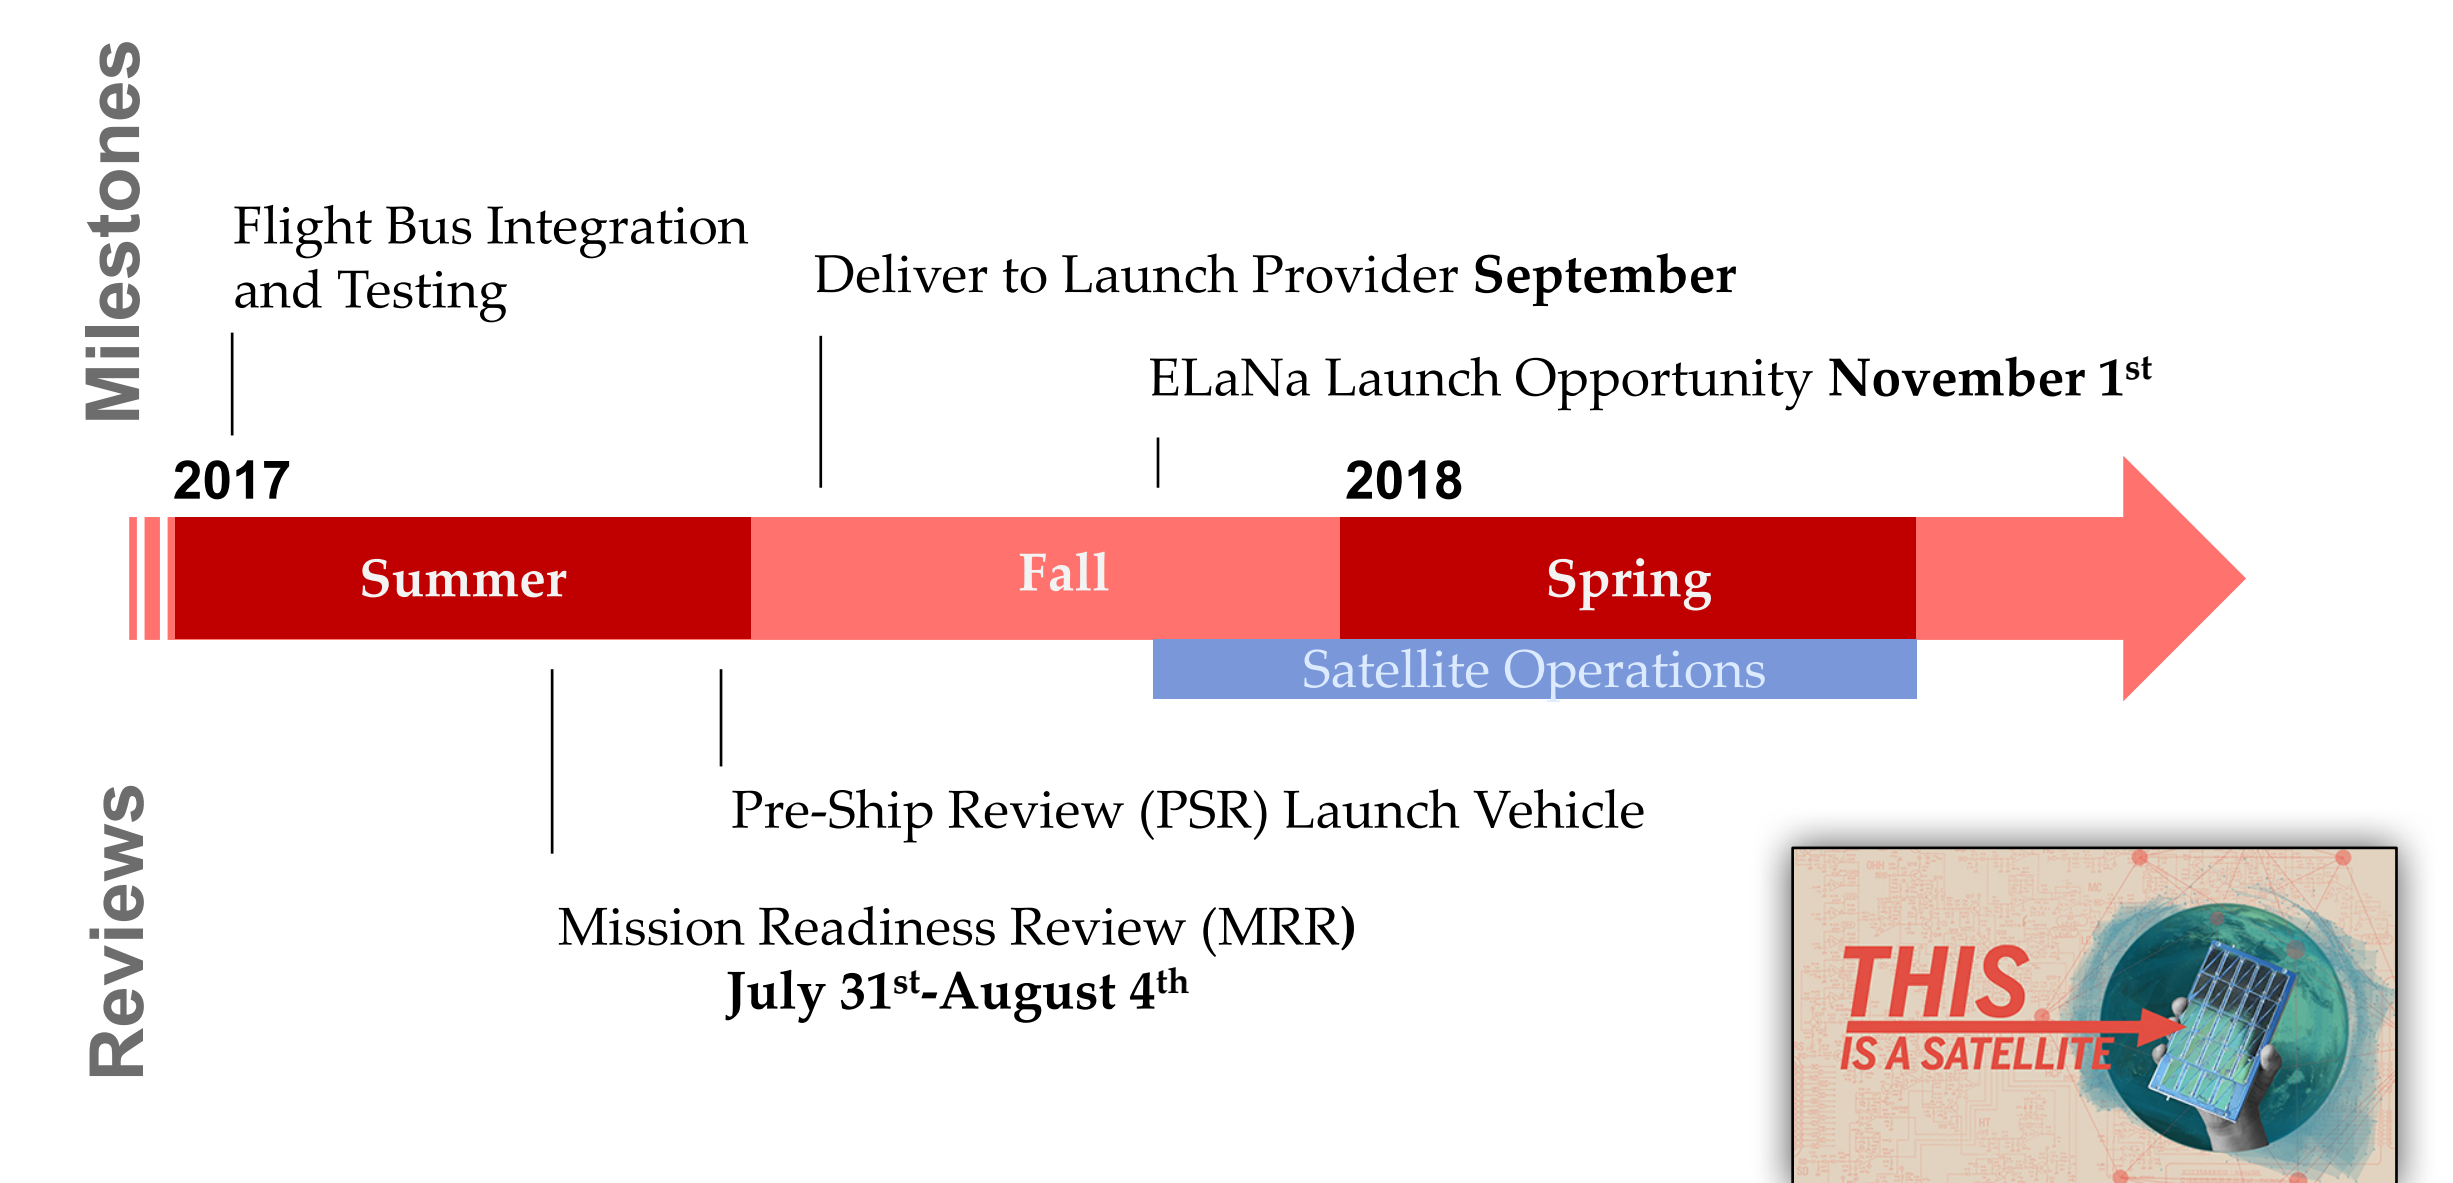 Milestones
Flight Bus Integration
and Testing
Deliver to Launch Provider September
ELaNa Launch Opportunity November 1st
2017
2018
Summer
Fall
Spring
Satellite Operations
Reviews
Pre-Ship Review (PSR) Launch Vehicle
Mission Readiness Review (MRR)
July 31st-August 4th
THIS
IS A SATELLITE